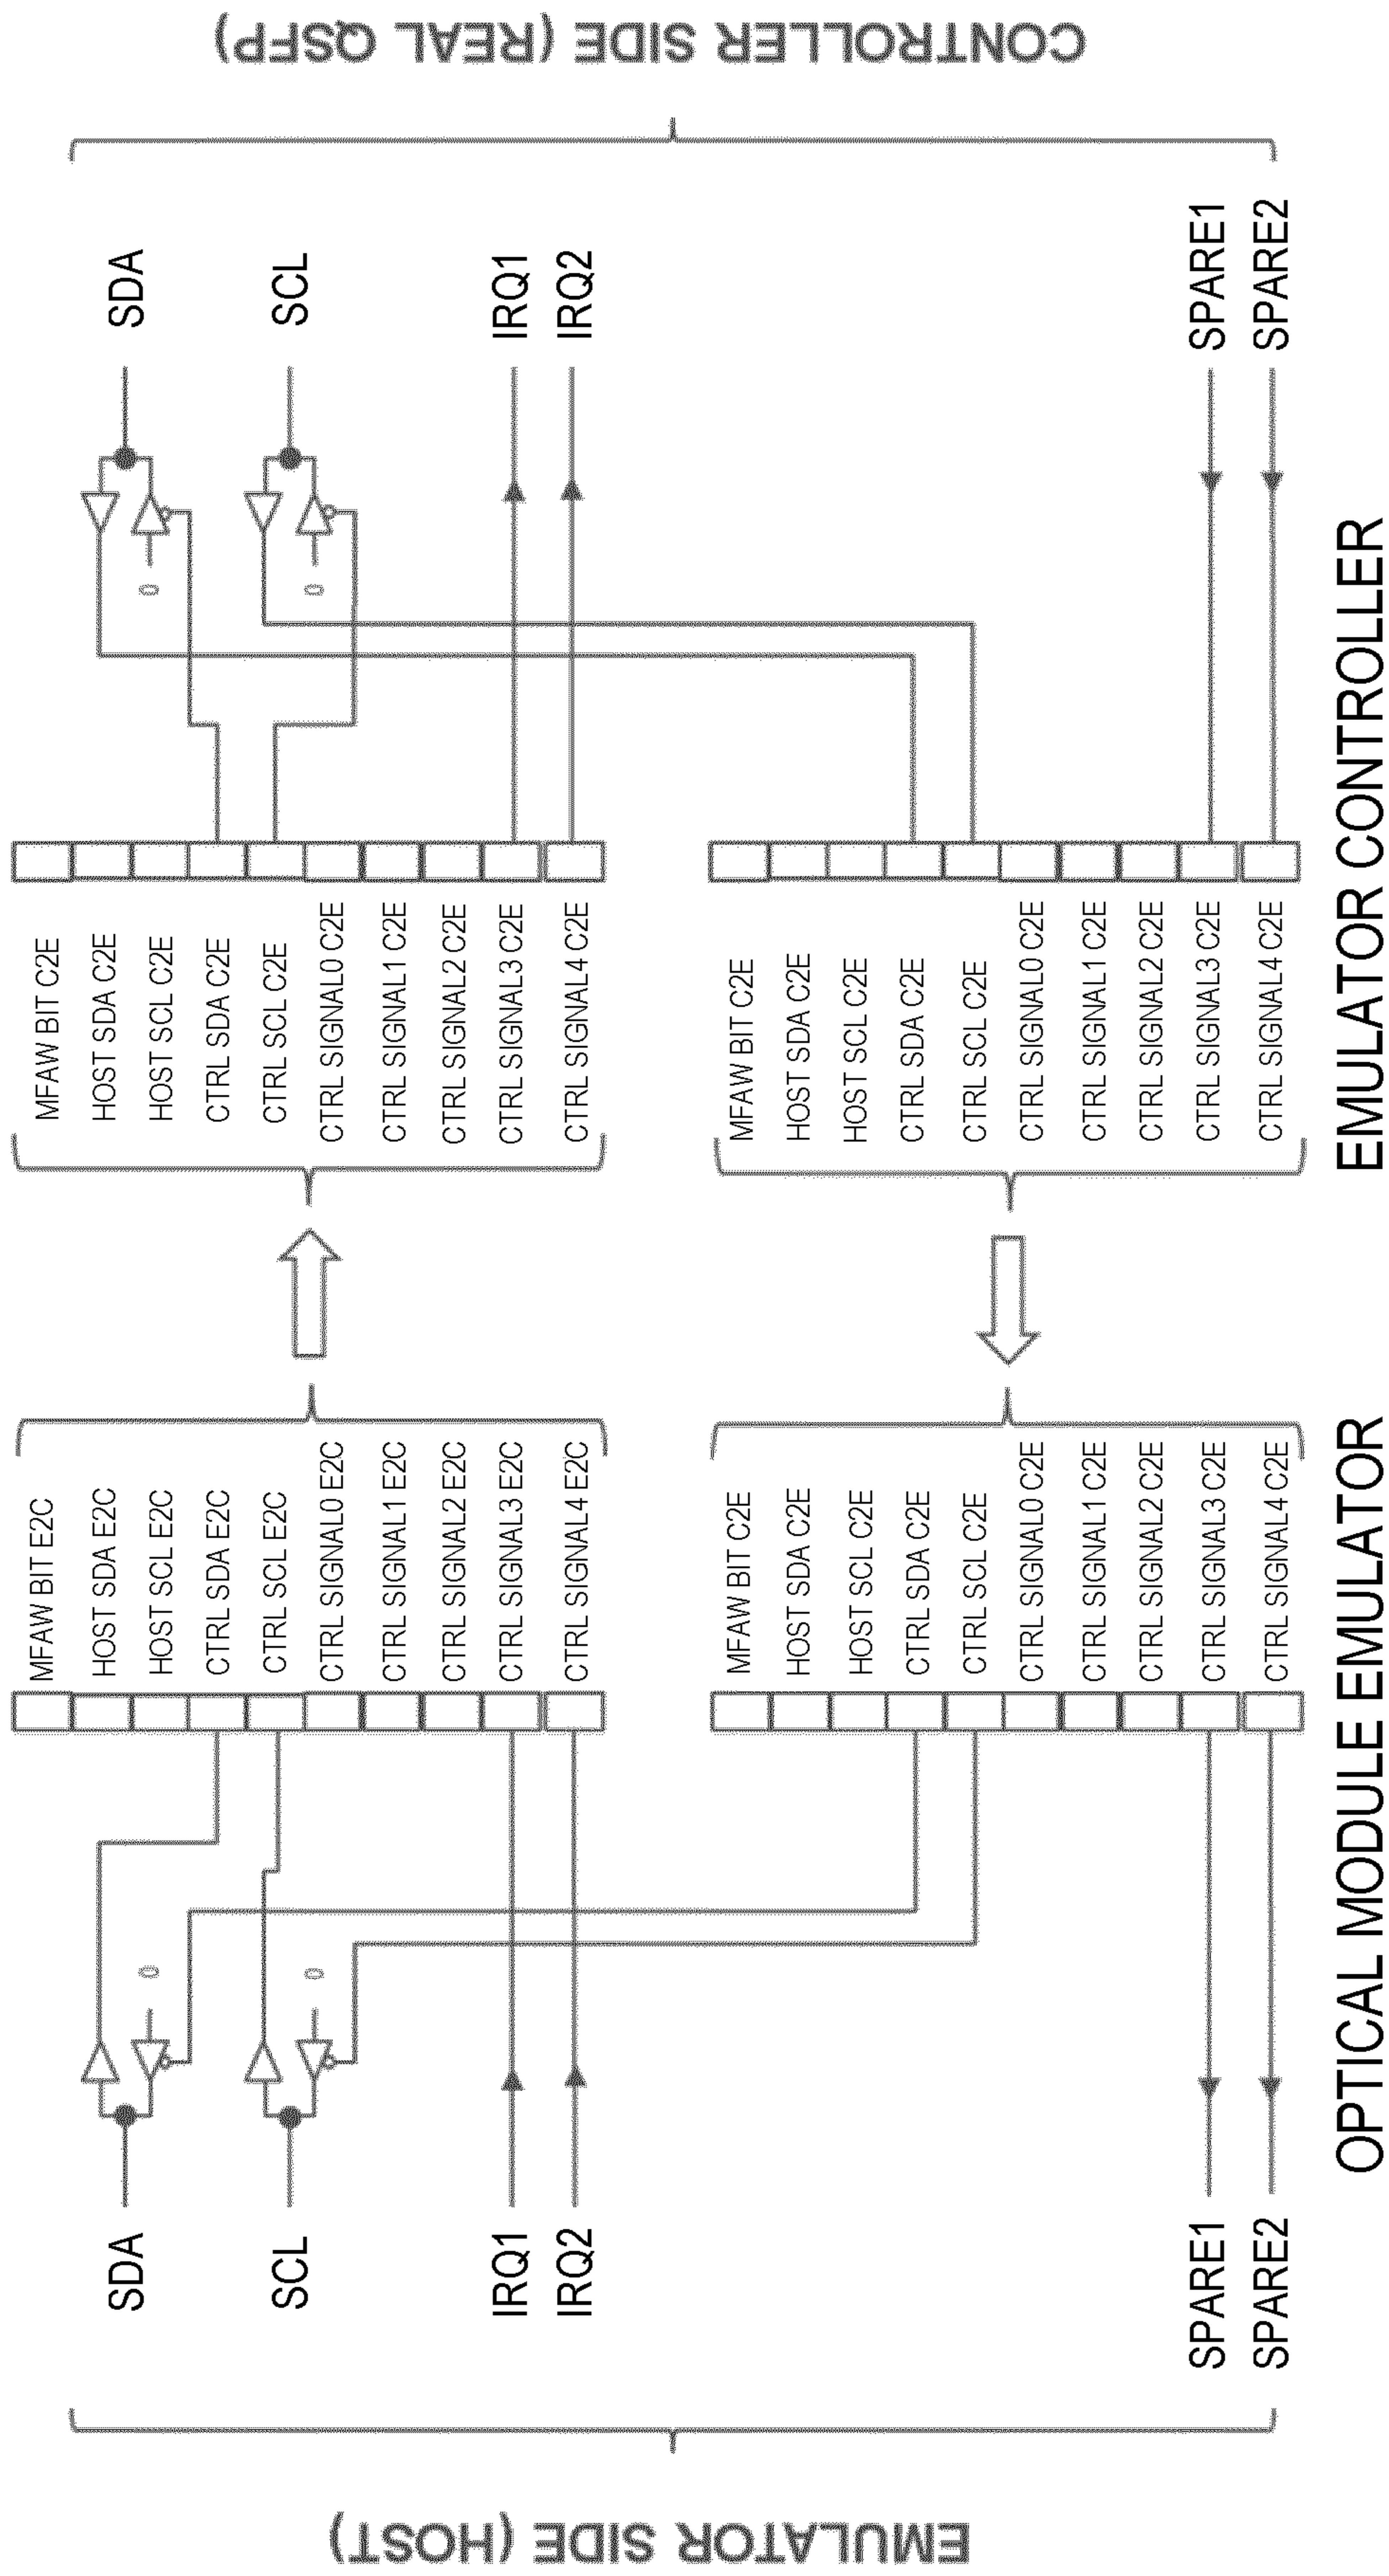 EMULATOR SIDE (HOST)
SDA
SCL
IRQ1
IRQ2
SPARE1
SPARE2
0
0
MFAW BIT E2C
HOST SDA E2C
HOST SCL E2C
CTRL SDA E2C
CTRL SCL E2C
CTRL SIGNAL0 E2C
CTRL SIGNAL1 E2C
CTRL SIGNAL2 E2C
CTRL SIGNAL3 E2C
CTRL SIGNAL4 E2C
MFAW BIT C2E
HOST SDA C2E
HOST SCL C2E
CTRL SDA C2E
CTRL SCL C2E
CTRL SIGNAL0 C2E
CTRL SIGNAL1 C2E
CTRL SIGNAL2 C2E
CTRL SIGNAL3 C2E
CTRL SIGNAL4 C2E
OPTICAL MODULE EMULATOR
MFAW BIT C2E
HOST SDA C2E
HOST SCL C2E
CTRL SDA C2E
CTRL SCL C2E
CTRL SIGNAL0 C2E
CTRL SIGNAL1 C2E
CTRL SIGNAL2 C2E
CTRL SIGNAL3 C2E
CTRL SIGNAL4 C2E
MFAW BIT C2E
HOST SDA C2E
HOST SCL C2E
CTRL SDA C2E
CTRL SCL C2E
CTRL SIGNAL0 C2E
CTRL SIGNAL1 C2E
CTRL SIGNAL2 C2E
CTRL SIGNAL3 C2E
CTRL SIGNAL4 C2E
EMULATOR CONTROLLER
0
0
SDA
SCL
IRQ1
IRQ2
SPARE1
SPARE2
CONTROLLER SIDE (REAL QSFP)